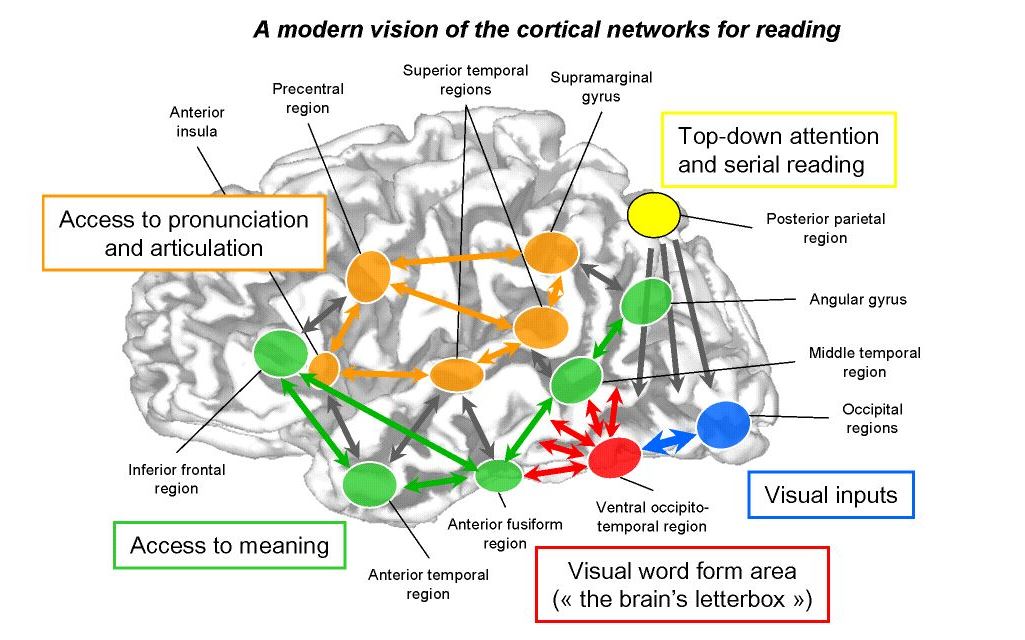 A modern vision of the cortical networks for reading
Superior temporal
regions
Supramarginal
gyrus
Precentral
region
Anterior
insula
Top-down attention
and serial reading
Access to pronunciation
and articulation
Posterior parietal
region
Angular gyrus
Middle temporal
region
Occipital
regions
Inferior frontal
region
Visual inputs
Ventral occipito-
temporal region
Anterior fusiform
region
Access to meaning
Anterior temporal
region
Visual word form area
(« the brain's letterbox »)